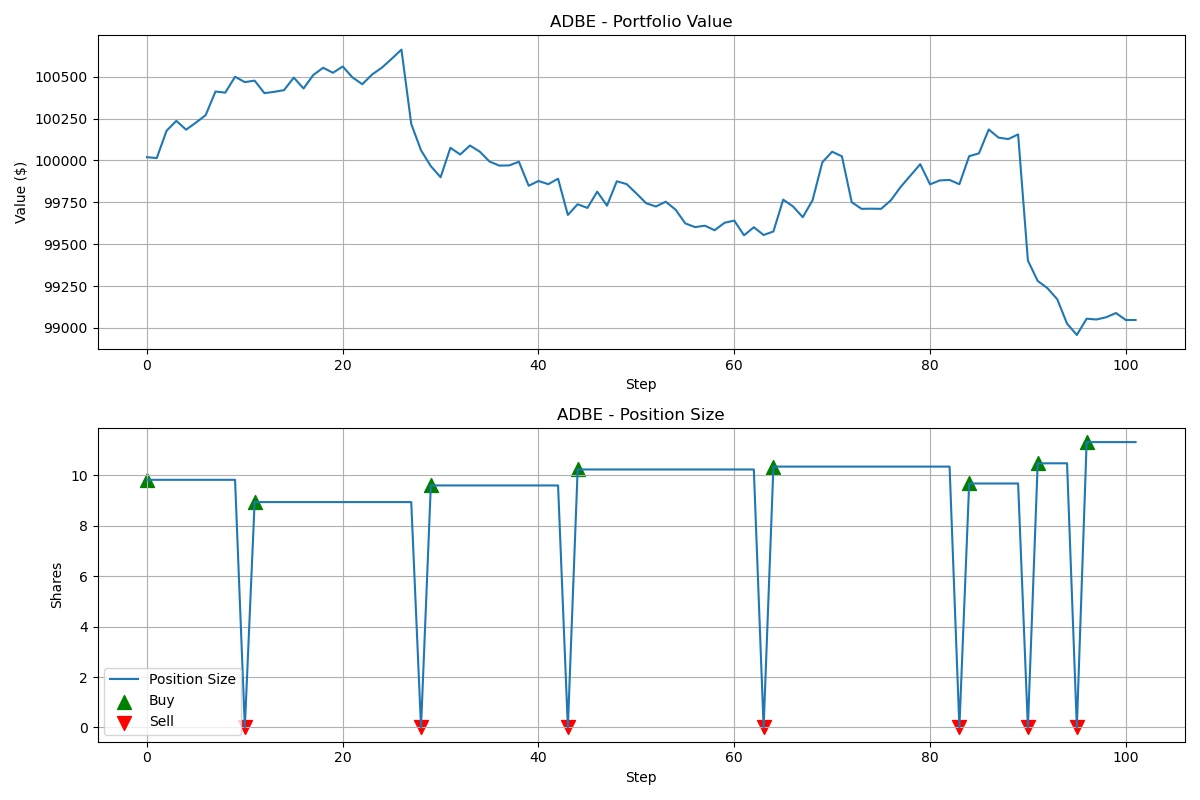 ADBE - Portfolio Value
Value ($)
100500
100250
100000
99750
99500
99250
99000
0 20 40 60 80 100
Step
ADBE - Position Size
Shares
10
8
6
4
2
0
Position Size
Buy
Sell
0 20 40 60 80 100
Step